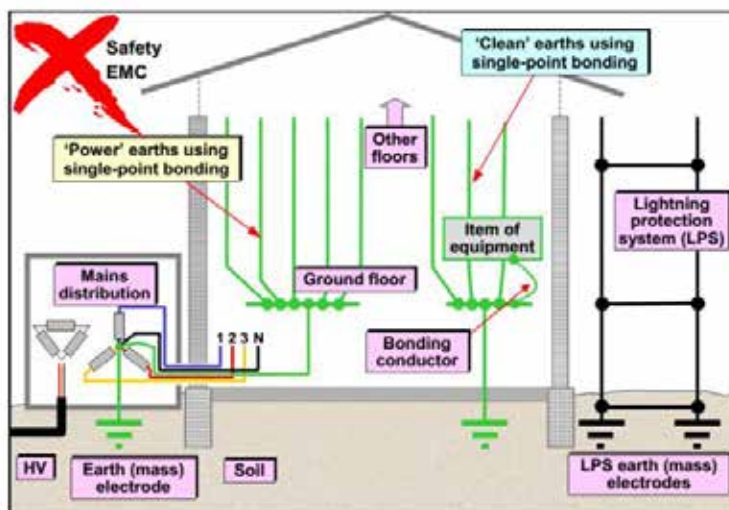 Safety
EMC
'Clean' earths using
single-point bonding
'Power' earths using
single-point bonding
Other
floors
Lightning
protection
system (LPS)
Item of
equipment
Mains
distribution
Ground floor
1 2 3 N
Bonding
conductor
HV
Earth (mass)
electrode
Soil
LPS earth (mass)
electrodes